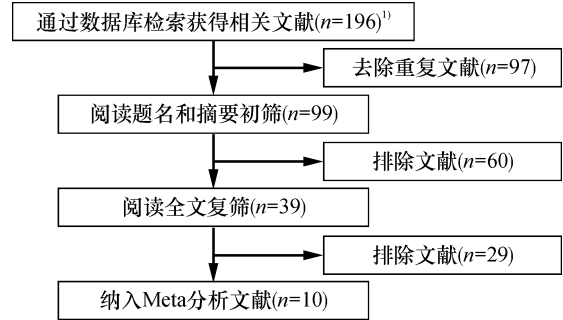 通过数据库检索获得相关文献(n=196)1)
去除重复文献(n=97)
阅读题名和摘要初筛(n=99)
排除文献(n=60)
阅读全文复筛(n=39)
排除文献(n=29)
纳入Meta分析文献(n=10)